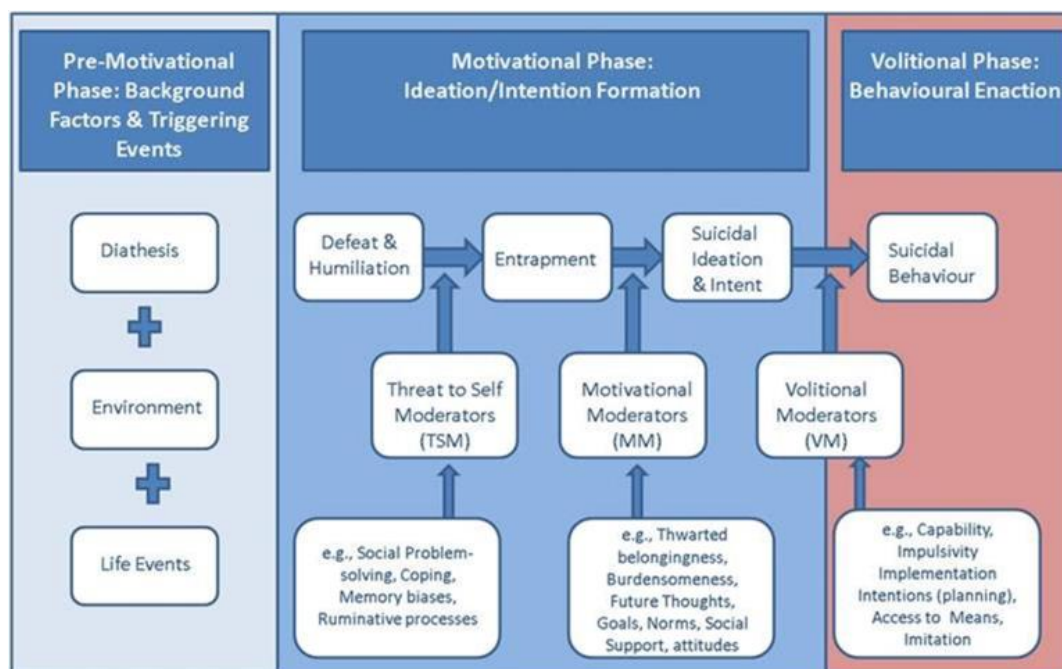 Pre-Motivational
Phase: Background
Factors & Triggering
Events
Motivational Phase:
Ideation/Intention Formation
Volitional Phase:
Behavioural Enaction
Diathesis
Environment
Life Events
Defeat &
Humiliation
Entrapment
Suicidal
Ideation
& Intent
Suicidal
Behaviour
Threat to Self
Moderators
(TSM)
Motivational
Moderators
(MM)
Volitional
Moderators
(VM)
e.g., Social Problem-
solving, Coping,
Memory biases,
Ruminative processes
e.g., Thwarted
belongingness,
Burdensomeness,
Future Thoughts,
Goals, Norms, Social
Support, attitudes
e.g., Capability,
Impulsivity
Implementation
Intentions (planning),
Access to Means,
Imitation